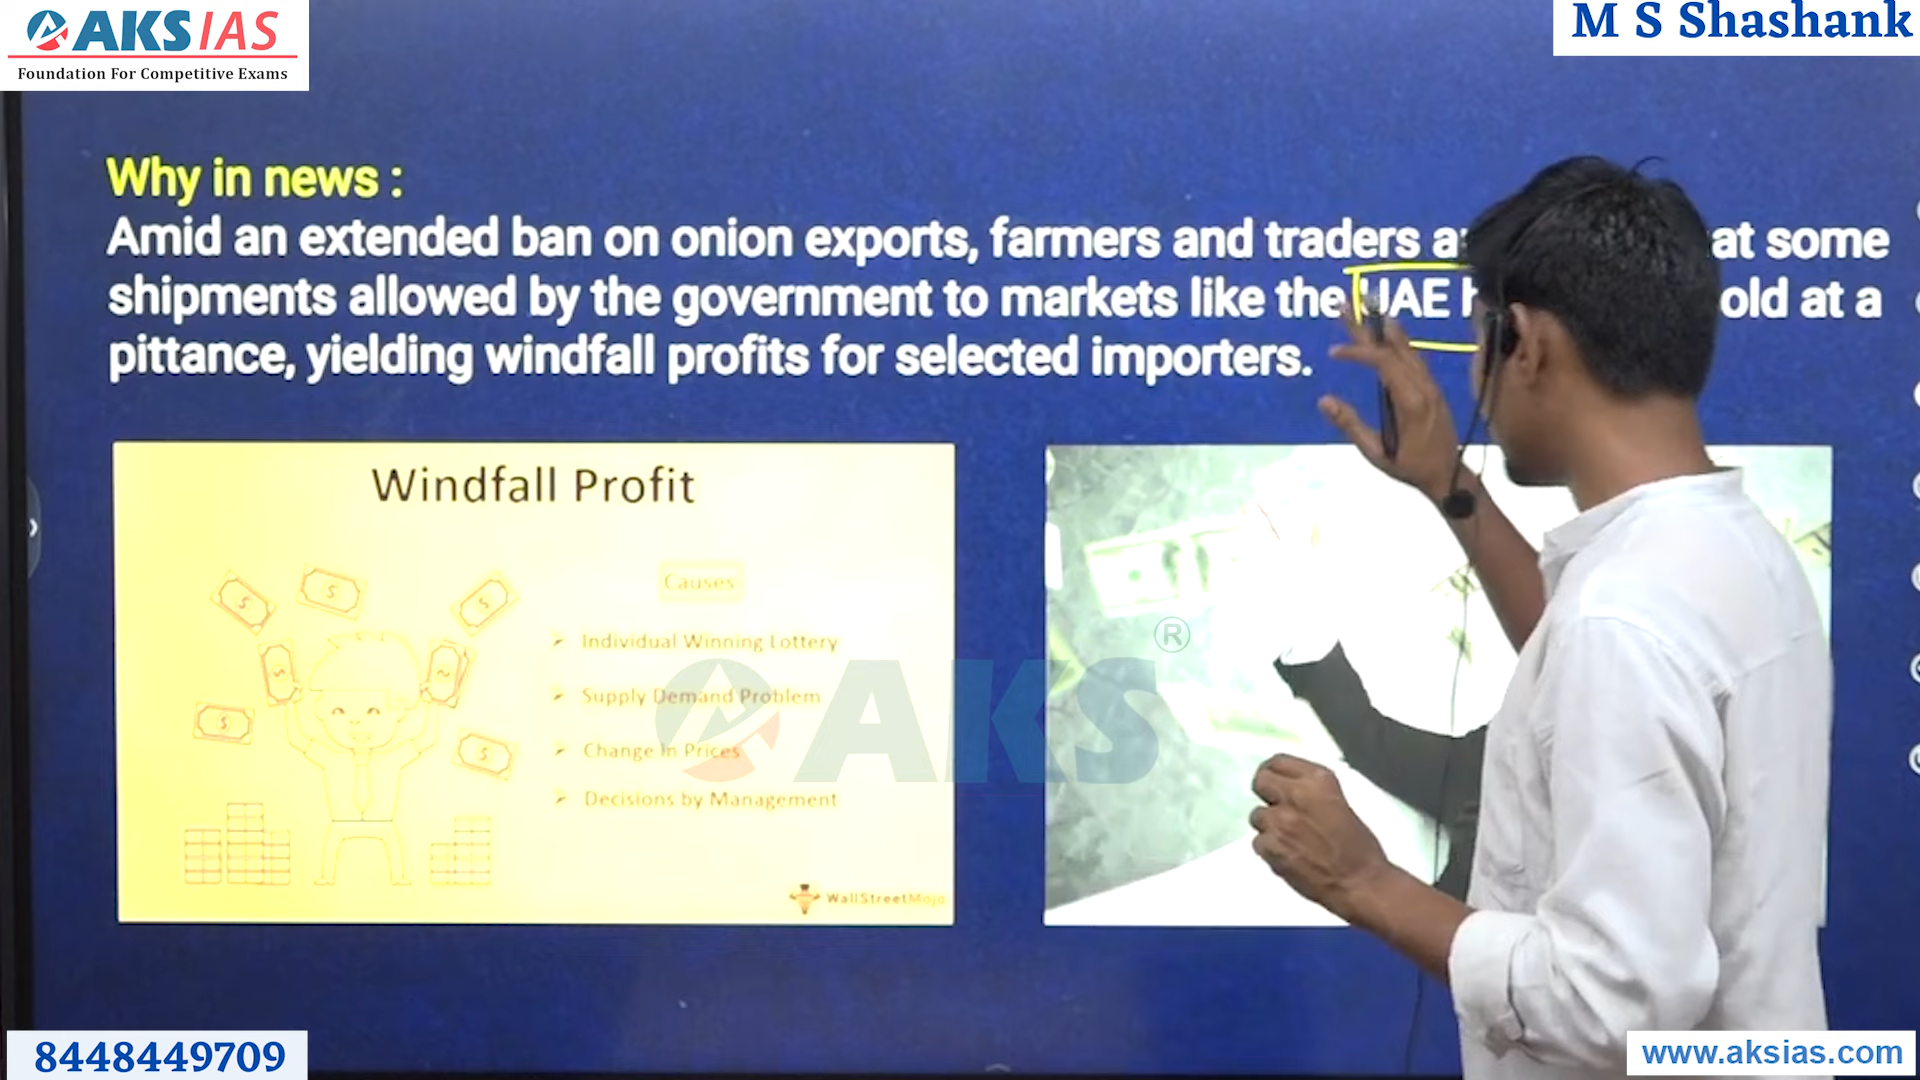 AKS IAS
Foundation For Competitive Exams
M S Shashank
Why in news :
Amid an extended ban on onion exports, farmers and traders at some
shipments allowed by the government to markets like the UAE old at a
pittance, yielding windfall profits for selected importers.
Windfall Profit
Causes
Individual Winning Lottery
Supply Demand Problem
Change in Prices
Decisions by Management
WallStreetMojo
AKS
®
8448449709
www.aksias.com